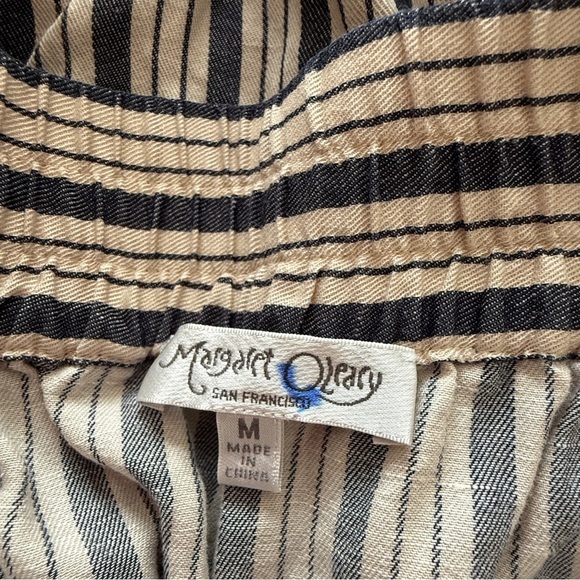 Margaret O'Leary
SAN FRANCISCO
M
MADE
IN
CHINA